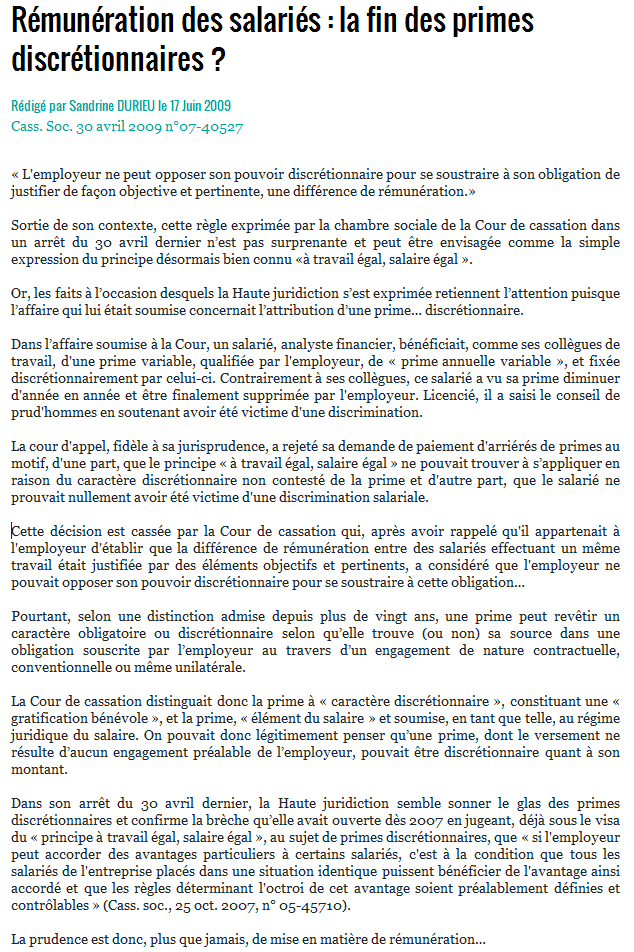 Rémunération des salariés : la fin des primes
discrétionnaires ?
Rédigé par Sandrine DURIEU le 17 Juin 2009
Cass. Soc. 30 avril 2009 n°07-40527
« L'employeur ne peut opposer son pouvoir discrétionnaire pour se soustraire à son obligation de
justifier de façon objective et pertinente, une différence de rémunération.»
Sortie de son contexte, cette règle exprimée par la chambre sociale de la Cour de cassation dans
un arrêt du 30 avril dernier n’est pas surprenante et peut être envisagée comme la simple
expression du principe désormais bien connu «à travail égal, salaire égal ».
Or, les faits à l’occasion desquels la Haute juridiction s’est exprimée retiennent l’attention puisque
l’affaire qui lui était soumise concernait l’attribution d’une prime... discrétionnaire.
Dans l’affaire soumise à la Cour, un salarié, analyste financier, bénéficiait, comme ses collègues de
travail, d'une prime variable, qualifiée par l'employeur, de « prime annuelle variable », et fixée
discrétionnairement par celui-ci. Contrairement à ses collègues, ce salarié a vu sa prime diminuer
d'année en année et être finalement supprimée par l'employeur. Licencié, il a saisi le conseil de
prud'hommes en soutenant avoir été victime d'une discrimination.
La cour d'appel, fidèle à sa jurisprudence, a rejeté sa demande de paiement d'arriérés de primes au
motif, d'une part, que le principe « à travail égal, salaire égal » ne pouvait trouver à s’appliquer en
raison du caractère discrétionnaire non contesté de la prime et d'autre part, que le salarié ne
prouvait nullement avoir été victime d'une discrimination salariale.
Cette décision est cassée par la Cour de cassation qui, après avoir rappelé qu'il appartenait à
l'employeur d'établir que la différence de rémunération entre des salariés effectuant un même
travail était justifiée par des éléments objectifs et pertinents, a considéré que l'employeur ne
pouvait opposer son pouvoir discrétionnaire pour se soustraire à cette obligation...
Pourtant, selon une distinction admise depuis plus de vingt ans, une prime peut revêtir un
caractère obligatoire ou discrétionnaire selon qu’elle trouve (ou non) sa source dans une
obligation souscrite par l’employeur au travers d’un engagement de nature contractuelle,
conventionnelle ou même unilatérale.
La Cour de cassation distinguait donc la prime à « caractère discrétionnaire », constituant une «
gratification bénévole », et la prime, « élément du salaire » et soumise, en tant que telle, au régime
juridique du salaire. On pouvait donc légitimement penser qu’une prime, dont le versement ne
résulte d’aucun engagement préalable de l’employeur, pouvait être discrétionnaire quant à son
montant.
Dans son arrêt du 30 avril dernier, la Haute juridiction semble sonner le glas des primes
discrétionnaires et confirme la brèche qu’elle avait ouverte dès 2007 en jugeant, déjà sous le visa
du « principe à travail égal, salaire égal », au sujet de primes discrétionnaires, que « si l'employeur
peut accorder des avantages particuliers à certains salariés, c'est à la condition que tous les
salariés de l'entreprise placés dans une situation identique puissent bénéficier de l'avantage ainsi
accordé et que les règles déterminant l'octroi de cet avantage soient préalablement définies et
contrôlables » (Cass. soc., 25 oct. 2007, n° 05-45710).
La prudence est donc, plus que jamais, de mise en matière de rémunération...